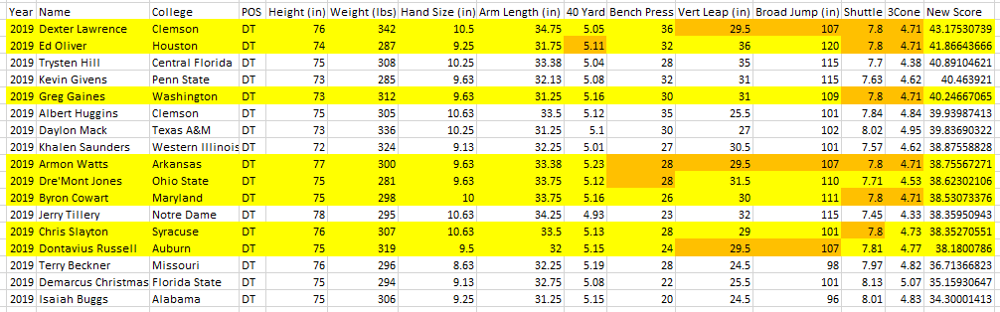 Year Name College POS Height (in) Weight (lbs) Hand Size (in) Arm Length (in) 40 Yard Bench Press Vert Leap (in) Broad Jump (in) Shuttle 3Cone New Score
2019 Dexter Lawrence Clemson DT 76 342 10.5 34.75 5.05 36 29.5 107 7.8 4.71 43.17530739
2019 Ed Oliver Houston DT 74 287 9.25 31.75 5.11 32 36 120 7.8 4.71 41.86643666
2019 Trysten Hill Central Florida DT 75 308 10.25 33.38 5.04 28 35 115 7.7 4.38 40.89104621
2019 Kevin Givens Penn State DT 73 285 9.63 32.13 5.08 32 31 115 7.63 4.62 40.463921
2019 Greg Gaines Washington DT 73 312 9.63 31.25 5.16 30 31 109 7.8 4.71 40.24667065
2019 Albert Huggins Clemson DT 75 305 10.63 33.5 5.12 35 25.5 101 7.84 4.84 39.93987413
2019 Daylon Mack Texas A&M DT 73 336 10.25 31.25 5.1 30 27 102 8.02 4.95 39.83690322
2019 Khalen Saunders Western Illinois DT 72 324 9.13 32.25 5.01 27 30.5 101 7.57 4.62 38.87558828
2019 Armon Watts Arkansas DT 77 300 9.63 33.38 5.23 28 29.5 107 7.8 4.71 38.75567271
2019 Dre'Mont Jones Ohio State DT 75 281 9.63 33.75 5.12 28 31.5 110 7.71 4.53 38.62302106
2019 Byron Cowart Maryland DT 75 298 10 33.75 5.16 26 30 111 7.8 4.71 38.53073376
2019 Jerry Tillery Notre Dame DT 78 295 10.63 34.25 4.93 23 32 115 7.45 4.33 38.35950943
2019 Chris Slayton Syracuse DT 76 307 10.63 33.5 5.13 28 29 101 7.8 4.73 38.35270551
2019 Dontavius Russell Auburn DT 75 319 9.5 32 5.15 24 29.5 107 7.81 4.77 38.1800786
2019 Terry Beckner Missouri DT 76 296 8.63 32.25 5.19 28 24.5 98 7.97 4.82 36.71366823
2019 Demarcus Christmas Florida State DT 75 294 9.13 32.75 5.08 22 25.5 101 8.13 5.07 35.15930647
2019 Isaiah Buggs Alabama DT 75 306 9.25 31.25 5.15 20 24.5 96 8.01 4.83 34.30001413